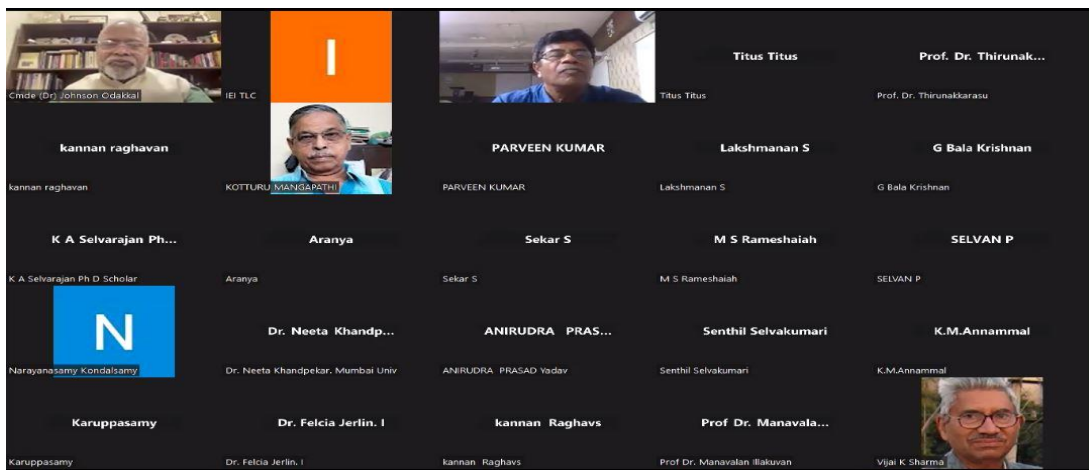 Cmde (Dr) Johnson Odakkal
I
IEI TLC
Titus Titus
Titus Titus
Prof. Dr. Thirunak...
Prof. Dr. Thirunakkarasu
kannan raghavan
kannan raghavan
KOTTURU MANGAPATHI
PARVEEN KUMAR
PARVEEN KUMAR
Lakshmanan S
Lakshmanan S
G Bala Krishnan
G Bala Krishnan
K A Selvarajan Ph...
K A Selvarajan Ph D Scholar
Aranya
Aranya
Sekar S
Sekar S
M S Rameshaiah
M S Rameshaiah
SELVAN P
SELVAN P
N
Narayanasamy Kondalsamy
Dr. Neeta Khandp...
Dr. Neeta Khandpekar. Mumbai Univ
ANIRUDRA PRAS...
ANIRUDRA PRASAD Yadav
Senthil Selvakumari
Senthil Selvakumari
K.M.Annammal
K.M.Annammal
Karuppasamy
Karuppasamy
Dr. Felcia Jerlin. I
Dr. Felcia Jerlin. I
kannan Raghavs
kannan Raghavs
Prof Dr. Manavala...
Prof Dr. Manavalan Illakuvan
Vijai K Sharma